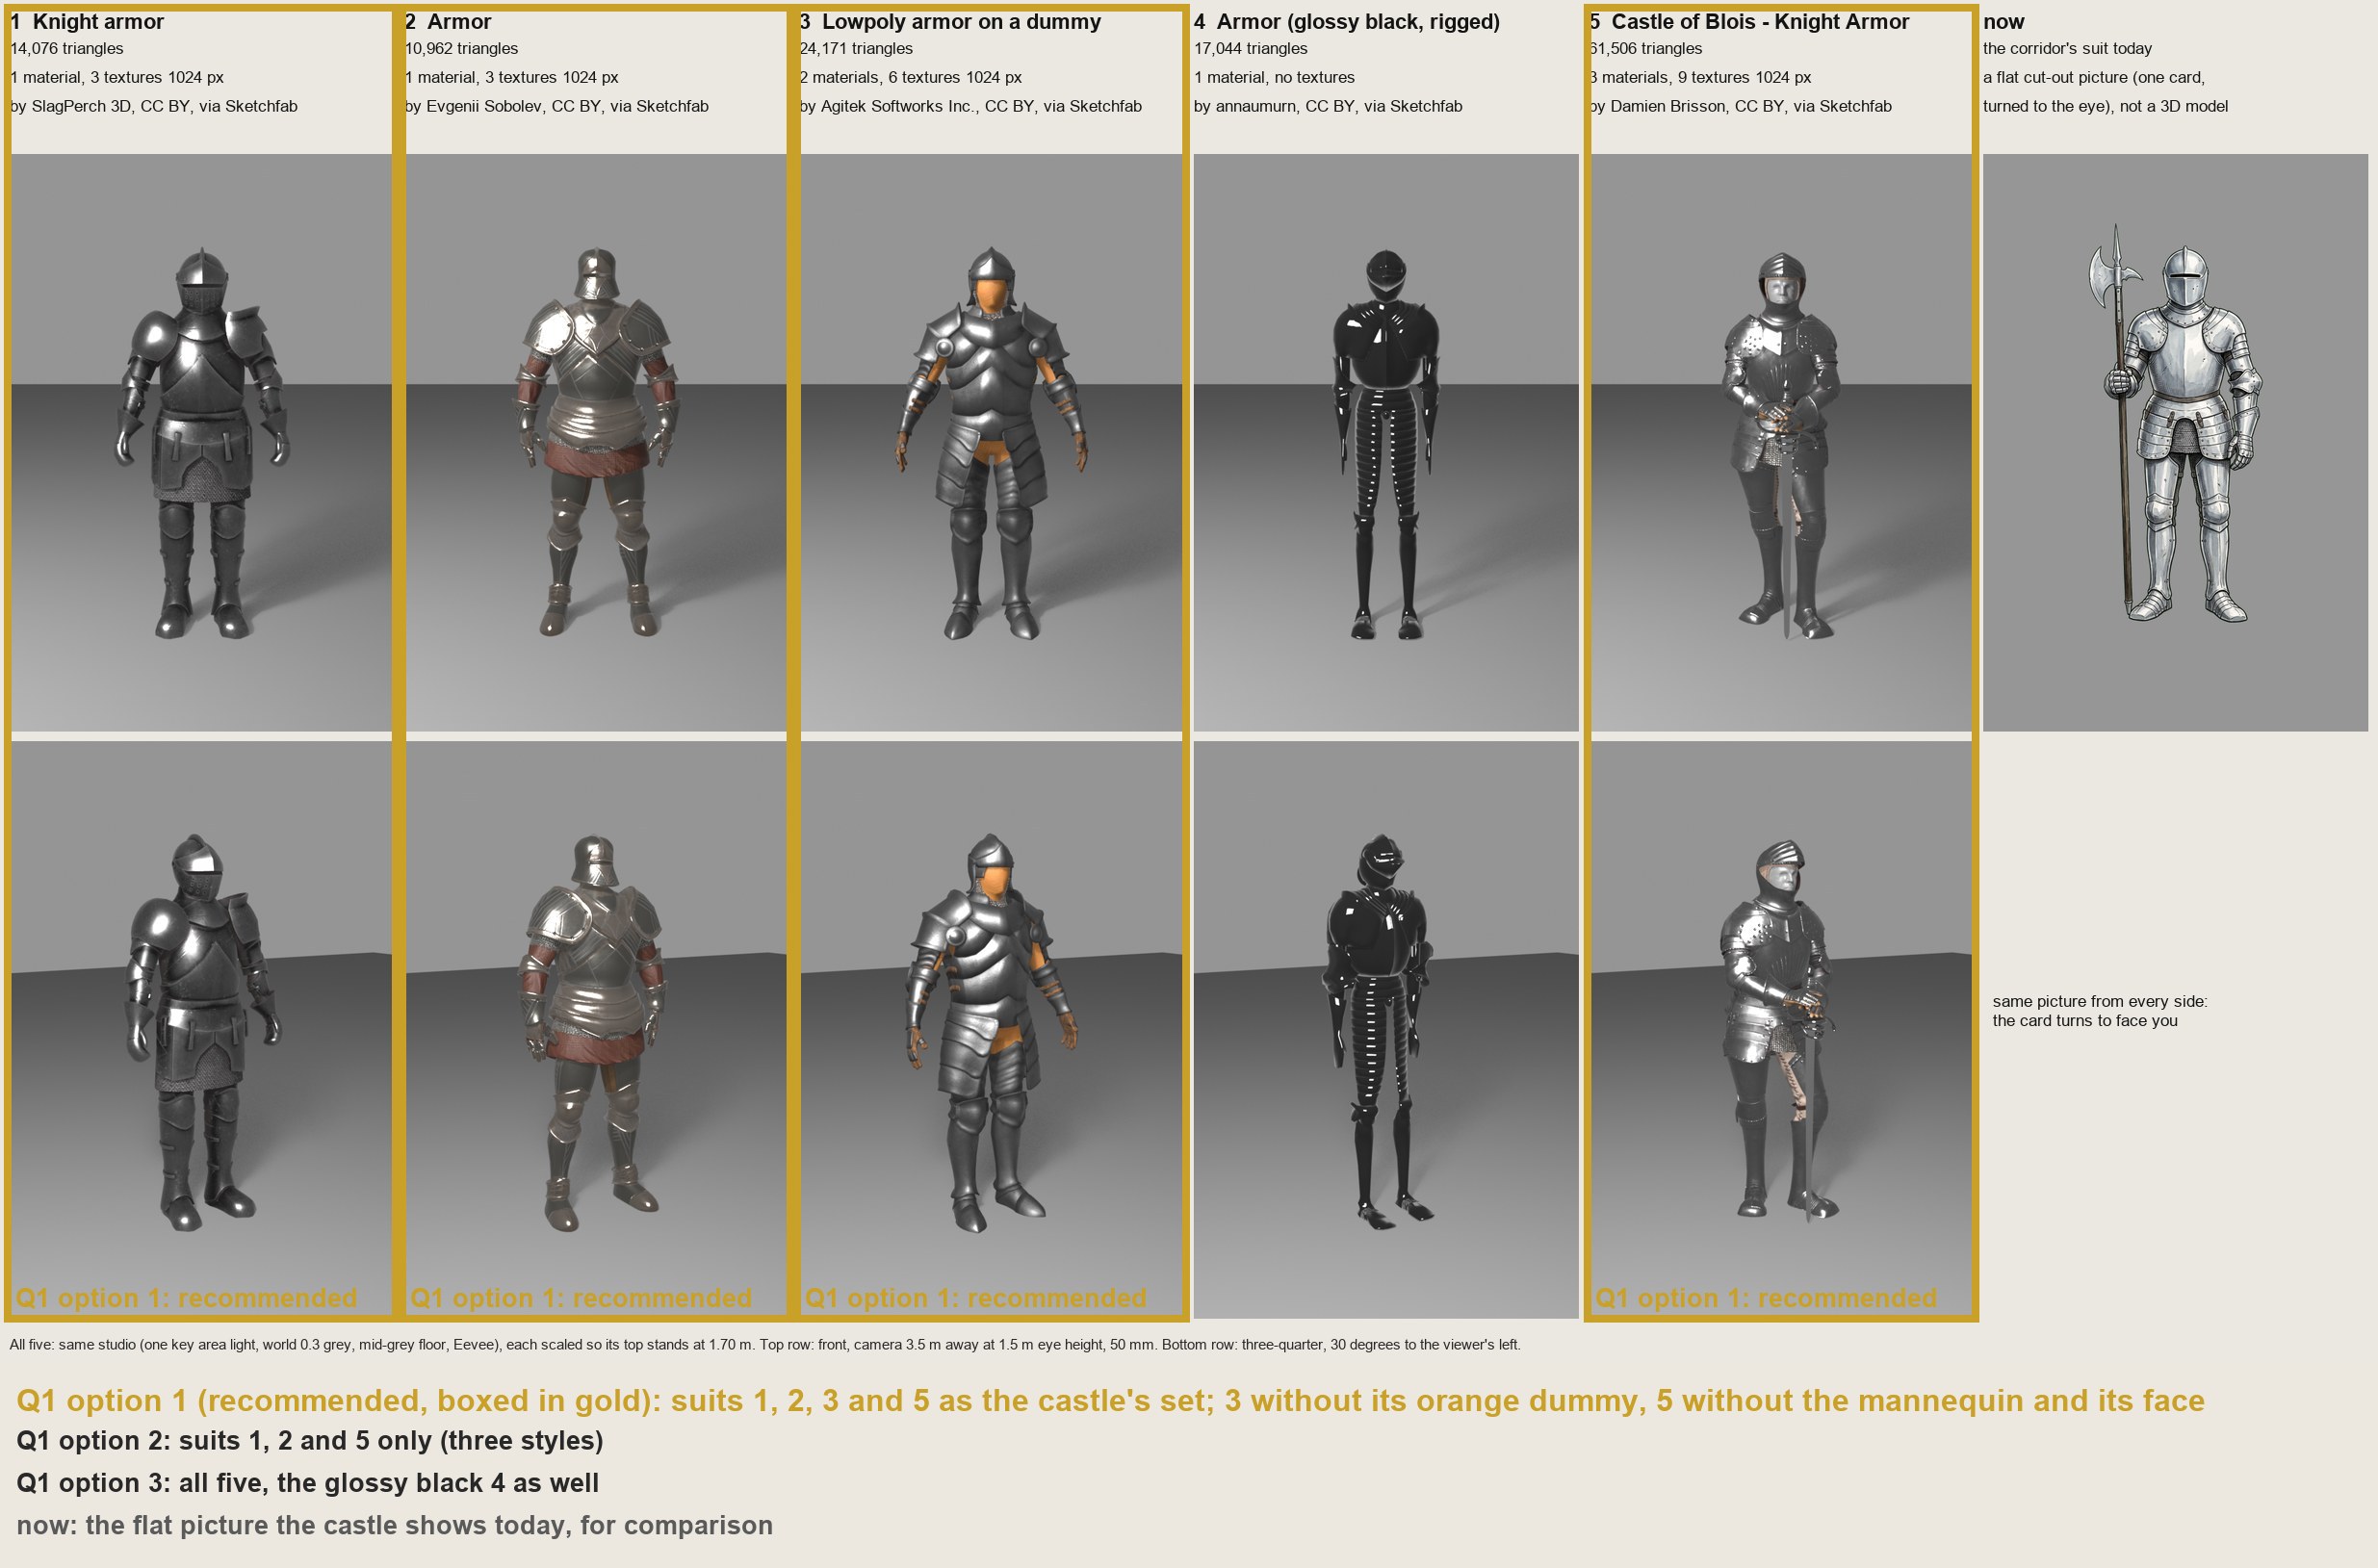 1 Knight armor
14,076 triangles
1 material, 3 textures 1024 px
by SlagPerch 3D, CC BY, via Sketchfab
2 Armor
10,962 triangles
1 material, 3 textures 1024 px
by Evgenii Sobolev, CC BY, via Sketchfab
3 Lowpoly armor on a dummy
24,171 triangles
2 materials, 6 textures 1024 px
by Agitek Softworks Inc., CC BY, via Sketchfab
4 Armor (glossy black, rigged)
17,044 triangles
1 material, no textures
by annaumurn, CC BY, via Sketchfab
5 Castle of Blois - Knight Armor
61,506 triangles
3 materials, 9 textures 1024 px
by Damien Brisson, CC BY, via Sketchfab
now
the corridor's suit today
a flat cut-out picture (one card,
turned to the eye), not a 3D model
same picture from every side:
the card turns to face you
Q1 option 1: recommended
Q1 option 1: recommended
Q1 option 1: recommended
Q1 option 1: recommended
All five: same studio (one key area light, world 0.3 grey, mid-grey floor, Eevee), each scaled so its top stands at 1.70 m. Top row: front, camera 3.5 m away at 1.5 m eye height, 50 mm. Bottom row: three-quarter, 30 degrees to the viewer's left.
Q1 option 1 (recommended, boxed in gold): suits 1, 2, 3 and 5 as the castle's set; 3 without its orange dummy, 5 without the mannequin and its face
Q1 option 2: suits 1, 2 and 5 only (three styles)
Q1 option 3: all five, the glossy black 4 as well
now: the flat picture the castle shows today, for comparison